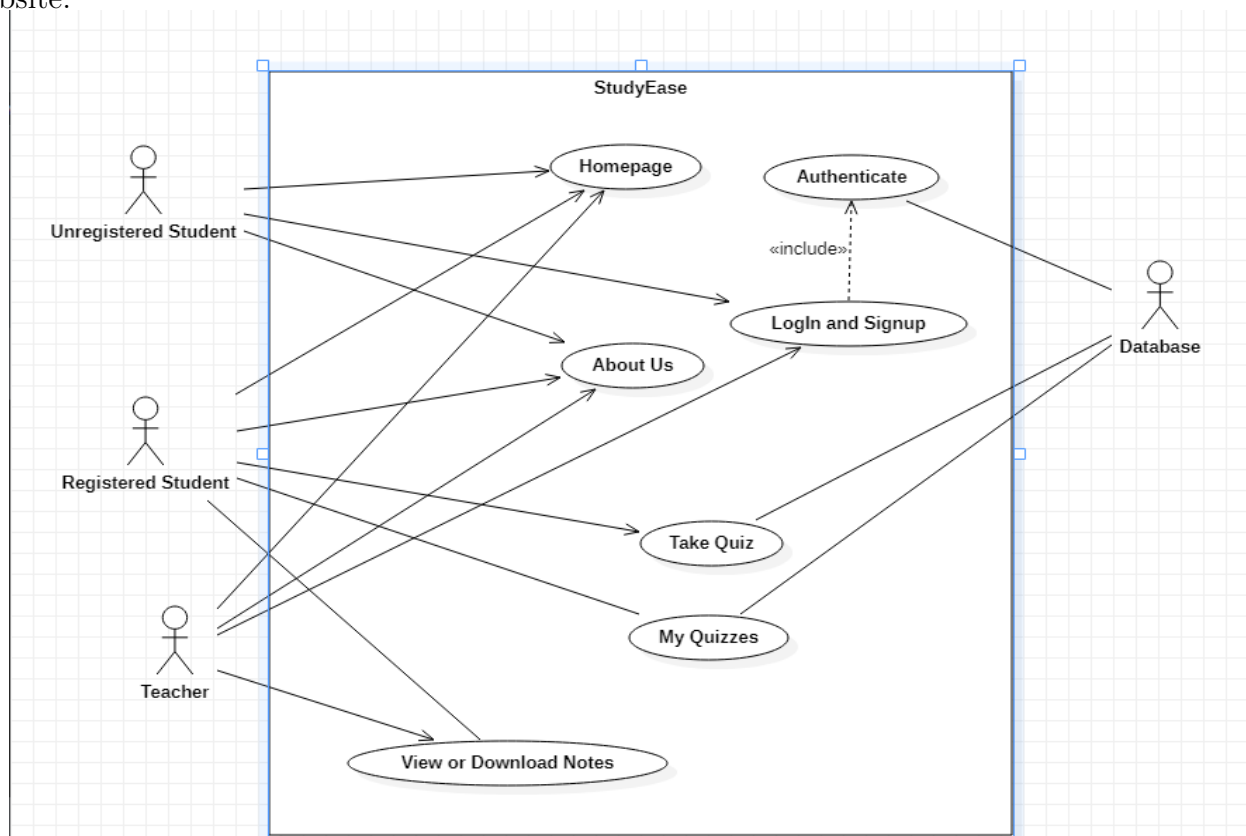 bsite.
StudyEase
Homepage
Authenticate
Unregistered Student
«include»
LogIn and Signup
Database
About Us
Registered Student
Take Quiz
My Quizzes
Teacher
View or Download Notes